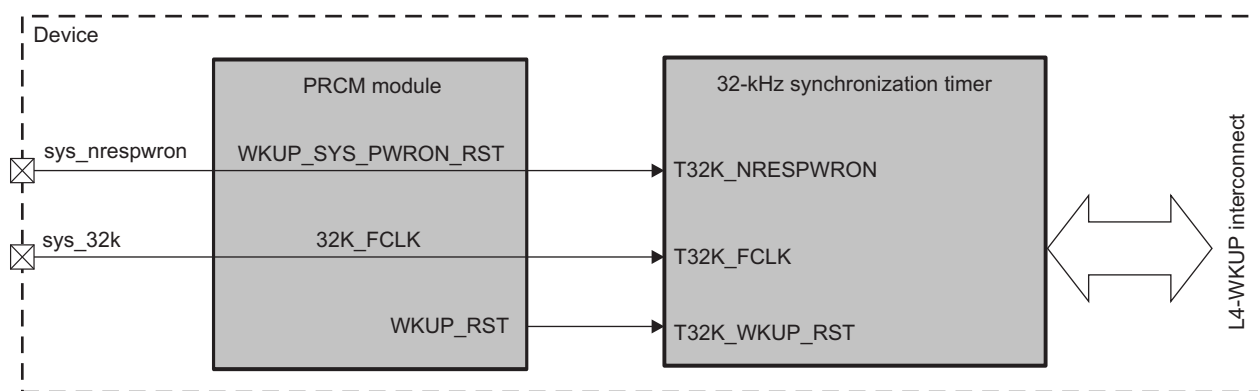 Device
PRCM module
32-kHz synchronization timer
sys_nrespwron
WKUP_SYS_PWRON_RST
T32K_NRESPWRON
sys_32k
32K_FCLK
T32K_FCLK
WKUP_RST
T32K_WKUP_RST
L4-WKUP interconnect